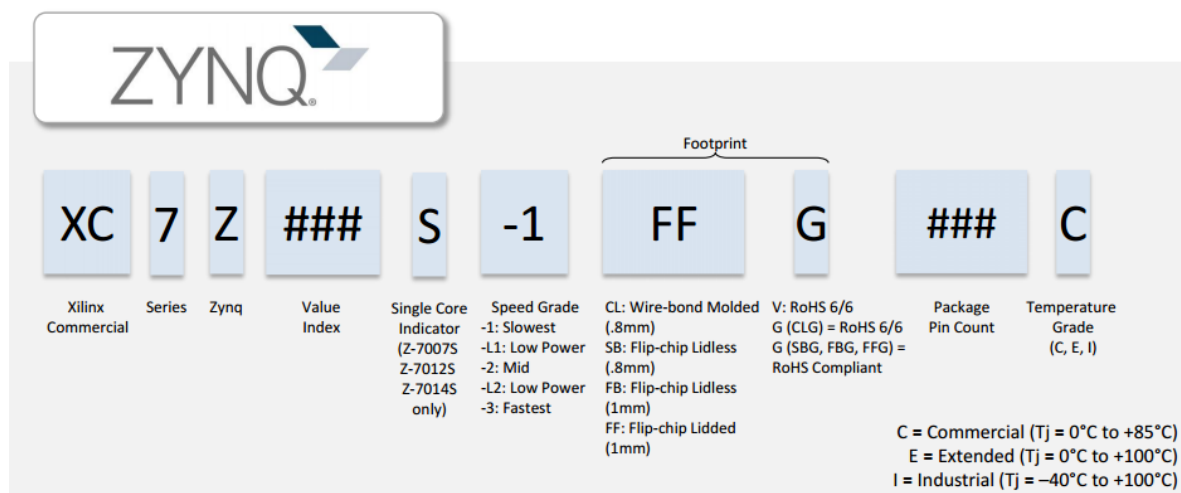 ZYNQ®
Footprint
XC 7 Z ### S -1 FF G ### C
Xilinx
Commercial
Series
Zynq
Value
Index
Single Core
Indicator
(Z-7007S
Z-7012S
Z-7014S
only)
Speed Grade
-1: Slowest
-L1: Low Power
-2: Mid
-L2: Low Power
-3: Fastest
CL: Wire-bond Molded
(.8mm)
SB: Flip-chip Lidless
(.8mm)
FB: Flip-chip Lidless
(1mm)
FF: Flip-chip Lidded
(1mm)
V: RoHS 6/6
G (CLG) = RoHS 6/6
G (SBG, FBG, FFG) =
RoHS Compliant
Package
Pin Count
Temperature
Grade
(C, E, I)
C = Commercial (Tj = 0°C to +85°C)
E = Extended (Tj = 0°C to +100°C)
I = Industrial (Tj = –40°C to +100°C)